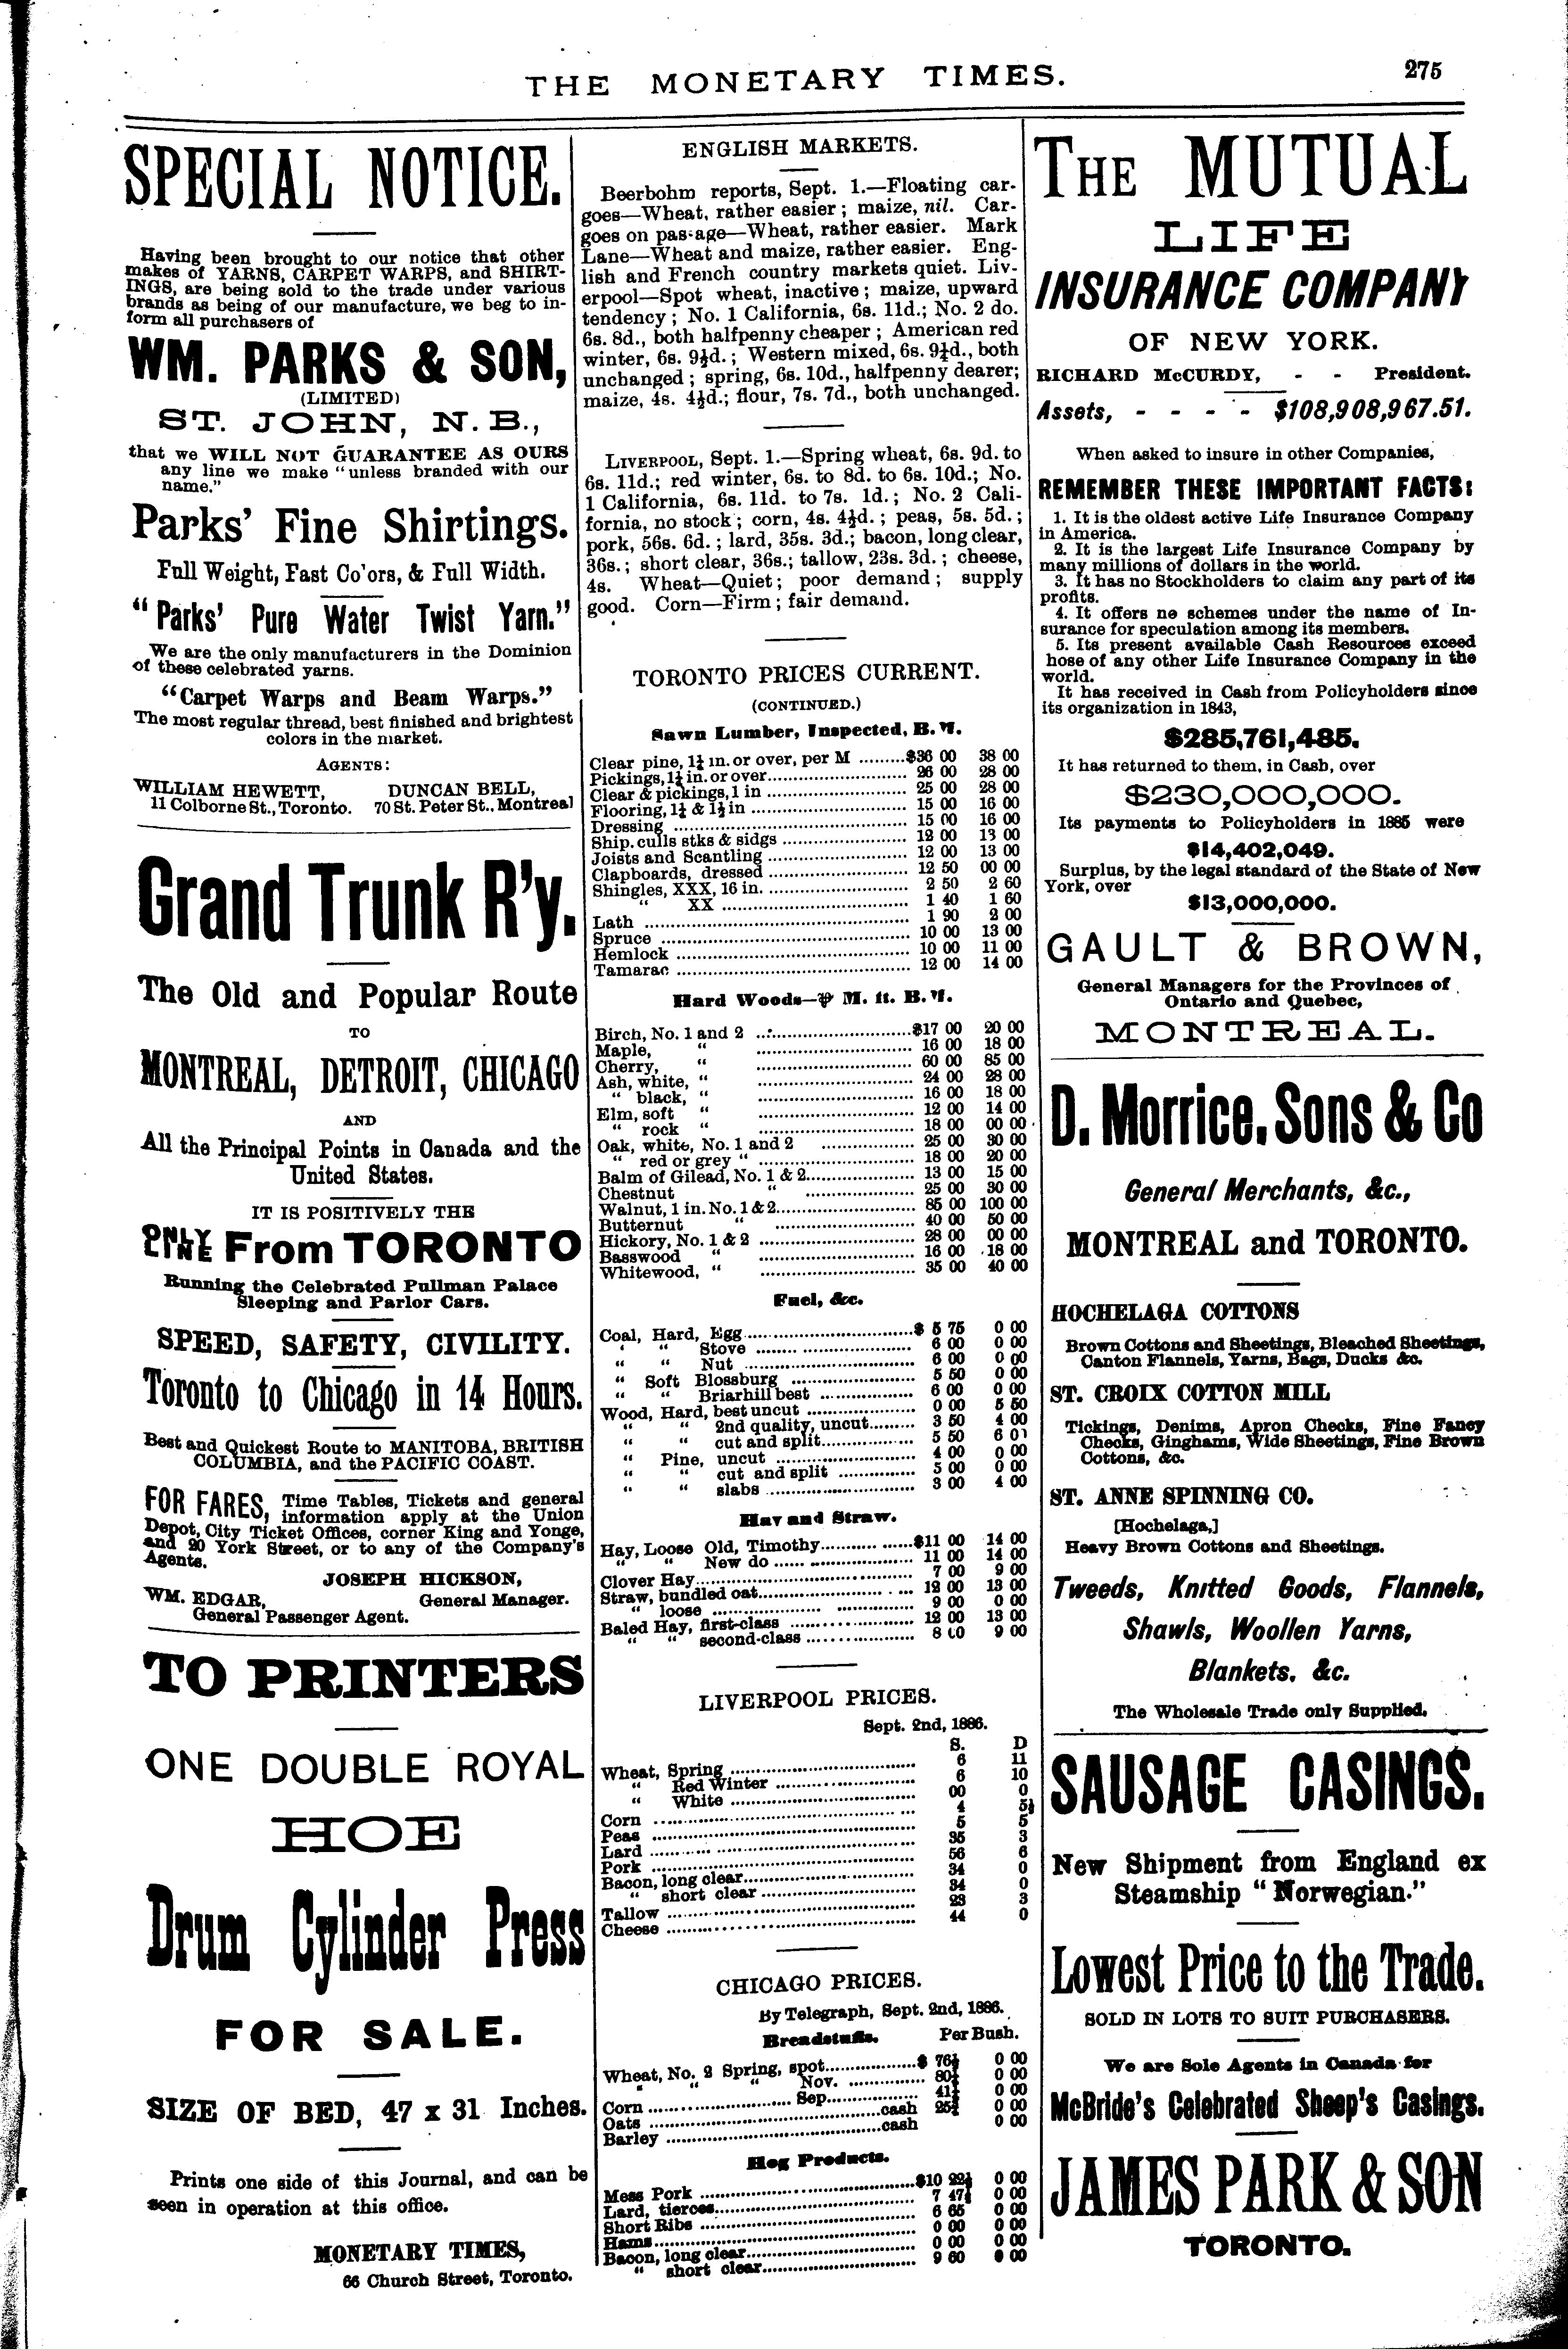 THE MONETARY TIMES.
275
SPECIAL NOTICE.
Having been brought to our notice that other
makes of YARNS, CARPET WARPS, and SHIRT-
INGS, are being sold to the trade under various
brands as being of our manufacture, we beg to in-
form all purchasers of
WM. PARKS & SON,
(LIMITED)
ST. JOHN, N. B.,
that we WILL NOT GUARANTEE AS OURS
any line we make "unless branded with our
name."
Parks' Fine Shirtings.
Full Weight, Fast Co'ors, & Full Width.
"Parks' Pure Water Twist Yarn."
We are the only manufacturers in the Dominion
of these celebrated yarns.
"Carpet Warps and Beam Warps."
The most regular thread, best finished and brightest
colors in the market.
AGENTS:
WILLIAM HEWETT, DUNCAN BELL,
11 Colborne St., Toronto. 70 St. Peter St., Montreal
Grand Trunk R'y.
The Old and Popular Route
TO
MONTREAL, DETROIT, CHICAGO
AND
All the Principal Points in Canada and the
United States.
IT IS POSITIVELY THE
ONLY LINE From TORONTO
Running the Celebrated Pullman Palace
Sleeping and Parlor Cars.
SPEED, SAFETY, CIVILITY.
Toronto to Chicago in 14 Hours.
Best and Quickest Route to MANITOBA, BRITISH
COLUMBIA, and the PACIFIC COAST.
FOR FARES, Time Tables, Tickets and general
information apply at the Union
Depot, City Ticket Offices, corner King and Yonge,
and 20 York Street, or to any of the Company's
Agents.
JOSEPH HICKSON,
WM. EDGAR, General Manager.
General Passenger Agent.
TO PRINTERS
ONE DOUBLE ROYAL
HOE
Drum Cylinder Press
FOR SALE.
SIZE OF BED, 47 x 31 Inches.
Prints one side of this Journal, and can be
seen in operation at this office.
MONETARY TIMES,
66 Church Street, Toronto.
ENGLISH MARKETS.
Beerbohm reports, Sept. 1.—Floating car-
goes—Wheat, rather easier; maize, nil. Car-
goes on passage—Wheat, rather easier. Mark
Lane—Wheat and maize, rather easier. Eng-
lish and French country markets quiet. Liv-
erpool—Spot wheat, inactive; maize, upward
tendency; No. 1 California, 6s. 11d.; No. 2 do.
6s. 8d., both halfpenny cheaper; American red
winter, 6s. 9½d.; Western mixed, 6s. 9½d., both
unchanged; spring, 6s. 10d., halfpenny dearer;
maize, 4s. 4½d.; flour, 7s. 7d., both unchanged.
LIVERPOOL, Sept. 1.—Spring wheat, 6s. 9d. to
6s. 11d.; red winter, 6s. to 8d. to 6s. 10d.; No.
1 California, 6s. 11d. to 7s. 1d.; No. 2 Cali-
fornia, no stock; corn, 4s. 4½d.; peas, 5s. 5d.;
pork, 56s. 6d.; lard, 35s. 3d.; bacon, long clear,
36s.; short clear, 36s.; tallow, 23s. 3d.; cheese,
4s. Wheat—Quiet; poor demand; supply
good. Corn—Firm; fair demand.
TORONTO PRICES CURRENT.
(CONTINUED.)
Sawn Lumber, Inspected, B.M.
Clear pine, 1¼ in. or over, per M ......... $36 00 38 00
Pickings, 1¼ in. or over ......... 26 00 28 00
Clear & pickings, 1 in ......... 25 00 28 00
Flooring, 1¼ & 1½ in ......... 15 00 16 00
Dressing ......... 15 00 16 00
Ship. culls stks & sidgs ......... 12 00 13 00
Joists and Scantling ......... 12 00 13 00
Clapboards, dressed ......... 12 50 00 00
Shingles, XXX, 16 in. ......... 2 50 2 60
" XX ......... 1 40 1 60
Lath ......... 1 90 2 00
Spruce ......... 10 00 13 00
Hemlock ......... 10 00 11 00
Tamarac ......... 12 00 14 00
Hard Woods—℔ M. ft. B.M.
Birch, No. 1 and 2 ......... $17 00 20 00
Maple, " ......... 16 00 18 00
Cherry, " ......... 60 00 85 00
Ash, white, " ......... 24 00 28 00
" black, " ......... 16 00 18 00
Elm, soft " ......... 12 00 14 00
" rock " ......... 18 00 00 00
Oak, white, No. 1 and 2 ......... 25 00 30 00
" red or grey " ......... 18 00 20 00
Balm of Gilead, No. 1 & 2 ......... 13 00 15 00
Chestnut " ......... 25 00 30 00
Walnut, 1 in. No. 1 & 2 ......... 85 00 100 00
Butternut " ......... 40 00 50 00
Hickory, No. 1 & 2 ......... 28 00 00 00
Basswood " ......... 16 00 18 00
Whitewood, " ......... 35 00 40 00
Fuel, &c.
Coal, Hard, Egg ......... $ 5 75 0 00
" " Stove ......... 6 00 0 00
" " Nut ......... 6 00 0 00
" Soft Blossburg ......... 5 50 0 00
" " Briarhill best ......... 6 00 0 00
Wood, Hard, best uncut ......... 0 00 5 50
" " 2nd quality, uncut ......... 3 50 4 00
" " cut and split ......... 5 50 6 01
" Pine, uncut ......... 4 00 0 00
" " cut and split ......... 5 00 0 00
" " slabs ......... 3 00 4 00
Hay and Straw.
Hay, Loose Old, Timothy ......... $11 00 14 00
" " New do ......... 11 00 14 00
Clover Hay ......... 7 00 9 00
Straw, bundled oat ......... 12 00 13 00
" loose ......... 9 00 0 00
Baled Hay, first-class ......... 12 00 13 00
" " second-class ......... 8 00 9 00
LIVERPOOL PRICES.
Sept. 2nd, 1886.
S. D
Wheat, Spring ......... 6 11
" Red Winter ......... 6 10
" White ......... 00 0
Corn ......... 4 5½
Peas ......... 5 5
Lard ......... 35 3
Pork ......... 56 6
Bacon, long clear ......... 34 0
" short clear ......... 34 0
Tallow ......... 23 3
Cheese ......... 44 0
CHICAGO PRICES.
By Telegraph, Sept. 2nd, 1886.
Breadstuffs. Per Bush.
Wheat, No. 2 Spring, spot ......... $ 76½ 0 00
" " " Nov. ......... 80 0 00
Corn ......... Sep ......... 41 0 00
Oats ......... cash 25 0 00
Barley ......... cash 0 00
Hog Products.
Mess Pork ......... $10 22½ 0 00
Lard, tierces ......... 7 47½ 0 00
Short Ribs ......... 6 65 0 00
Hams ......... 0 00 0 00
Bacon, long clear ......... 0 00 0 00
" short clear ......... 9 60 0 00
THE MUTUAL
LIFE
INSURANCE COMPANY
OF NEW YORK.
RICHARD McCURDY, - - President.
Assets, - - - - $108,908,967.51.
When asked to insure in other Companies,
REMEMBER THESE IMPORTANT FACTS:
1. It is the oldest active Life Insurance Company
in America.
2. It is the largest Life Insurance Company by
many millions of dollars in the world.
3. It has no Stockholders to claim any part of its
profits.
4. It offers ne schemes under the name of In-
surance for speculation among its members.
5. Its present available Cash Resources exceed
hose of any other Life Insurance Company in the
world.
It has received in Cash from Policyholders since
its organization in 1843,
$285,761,485.
It has returned to them, in Cash, over
$230,000,000.
Its payments to Policyholders in 1885 were
$14,402,049.
Surplus, by the legal standard of the State of New
York, over
$13,000,000.
GAULT & BROWN,
General Managers for the Provinces of
Ontario and Quebec,
MONTREAL.
D. Morrice, Sons & Co
General Merchants, &c.,
MONTREAL and TORONTO.
HOCHELAGA COTTONS
Brown Cottons and Sheetings, Bleached Sheetings,
Canton Flannels, Yarns, Bags, Ducks &c.
ST. CROIX COTTON MILL
Tickings, Denims, Apron Checks, Fine Fancy
Checks, Ginghams, Wide Sheetings, Fine Brown
Cottons, &c.
ST. ANNE SPINNING CO.
[Hochelaga,]
Heavy Brown Cottons and Sheetings.
Tweeds, Knitted Goods, Flannels,
Shawls, Woollen Yarns,
Blankets, &c.
The Wholesale Trade only Supplied.
SAUSAGE CASINGS.
New Shipment from England ex
Steamship "Norwegian."
Lowest Price to the Trade.
SOLD IN LOTS TO SUIT PURCHASERS.
We are Sole Agents in Canada for
McBride's Celebrated Sheep's Casings.
JAMES PARK & SON
TORONTO.